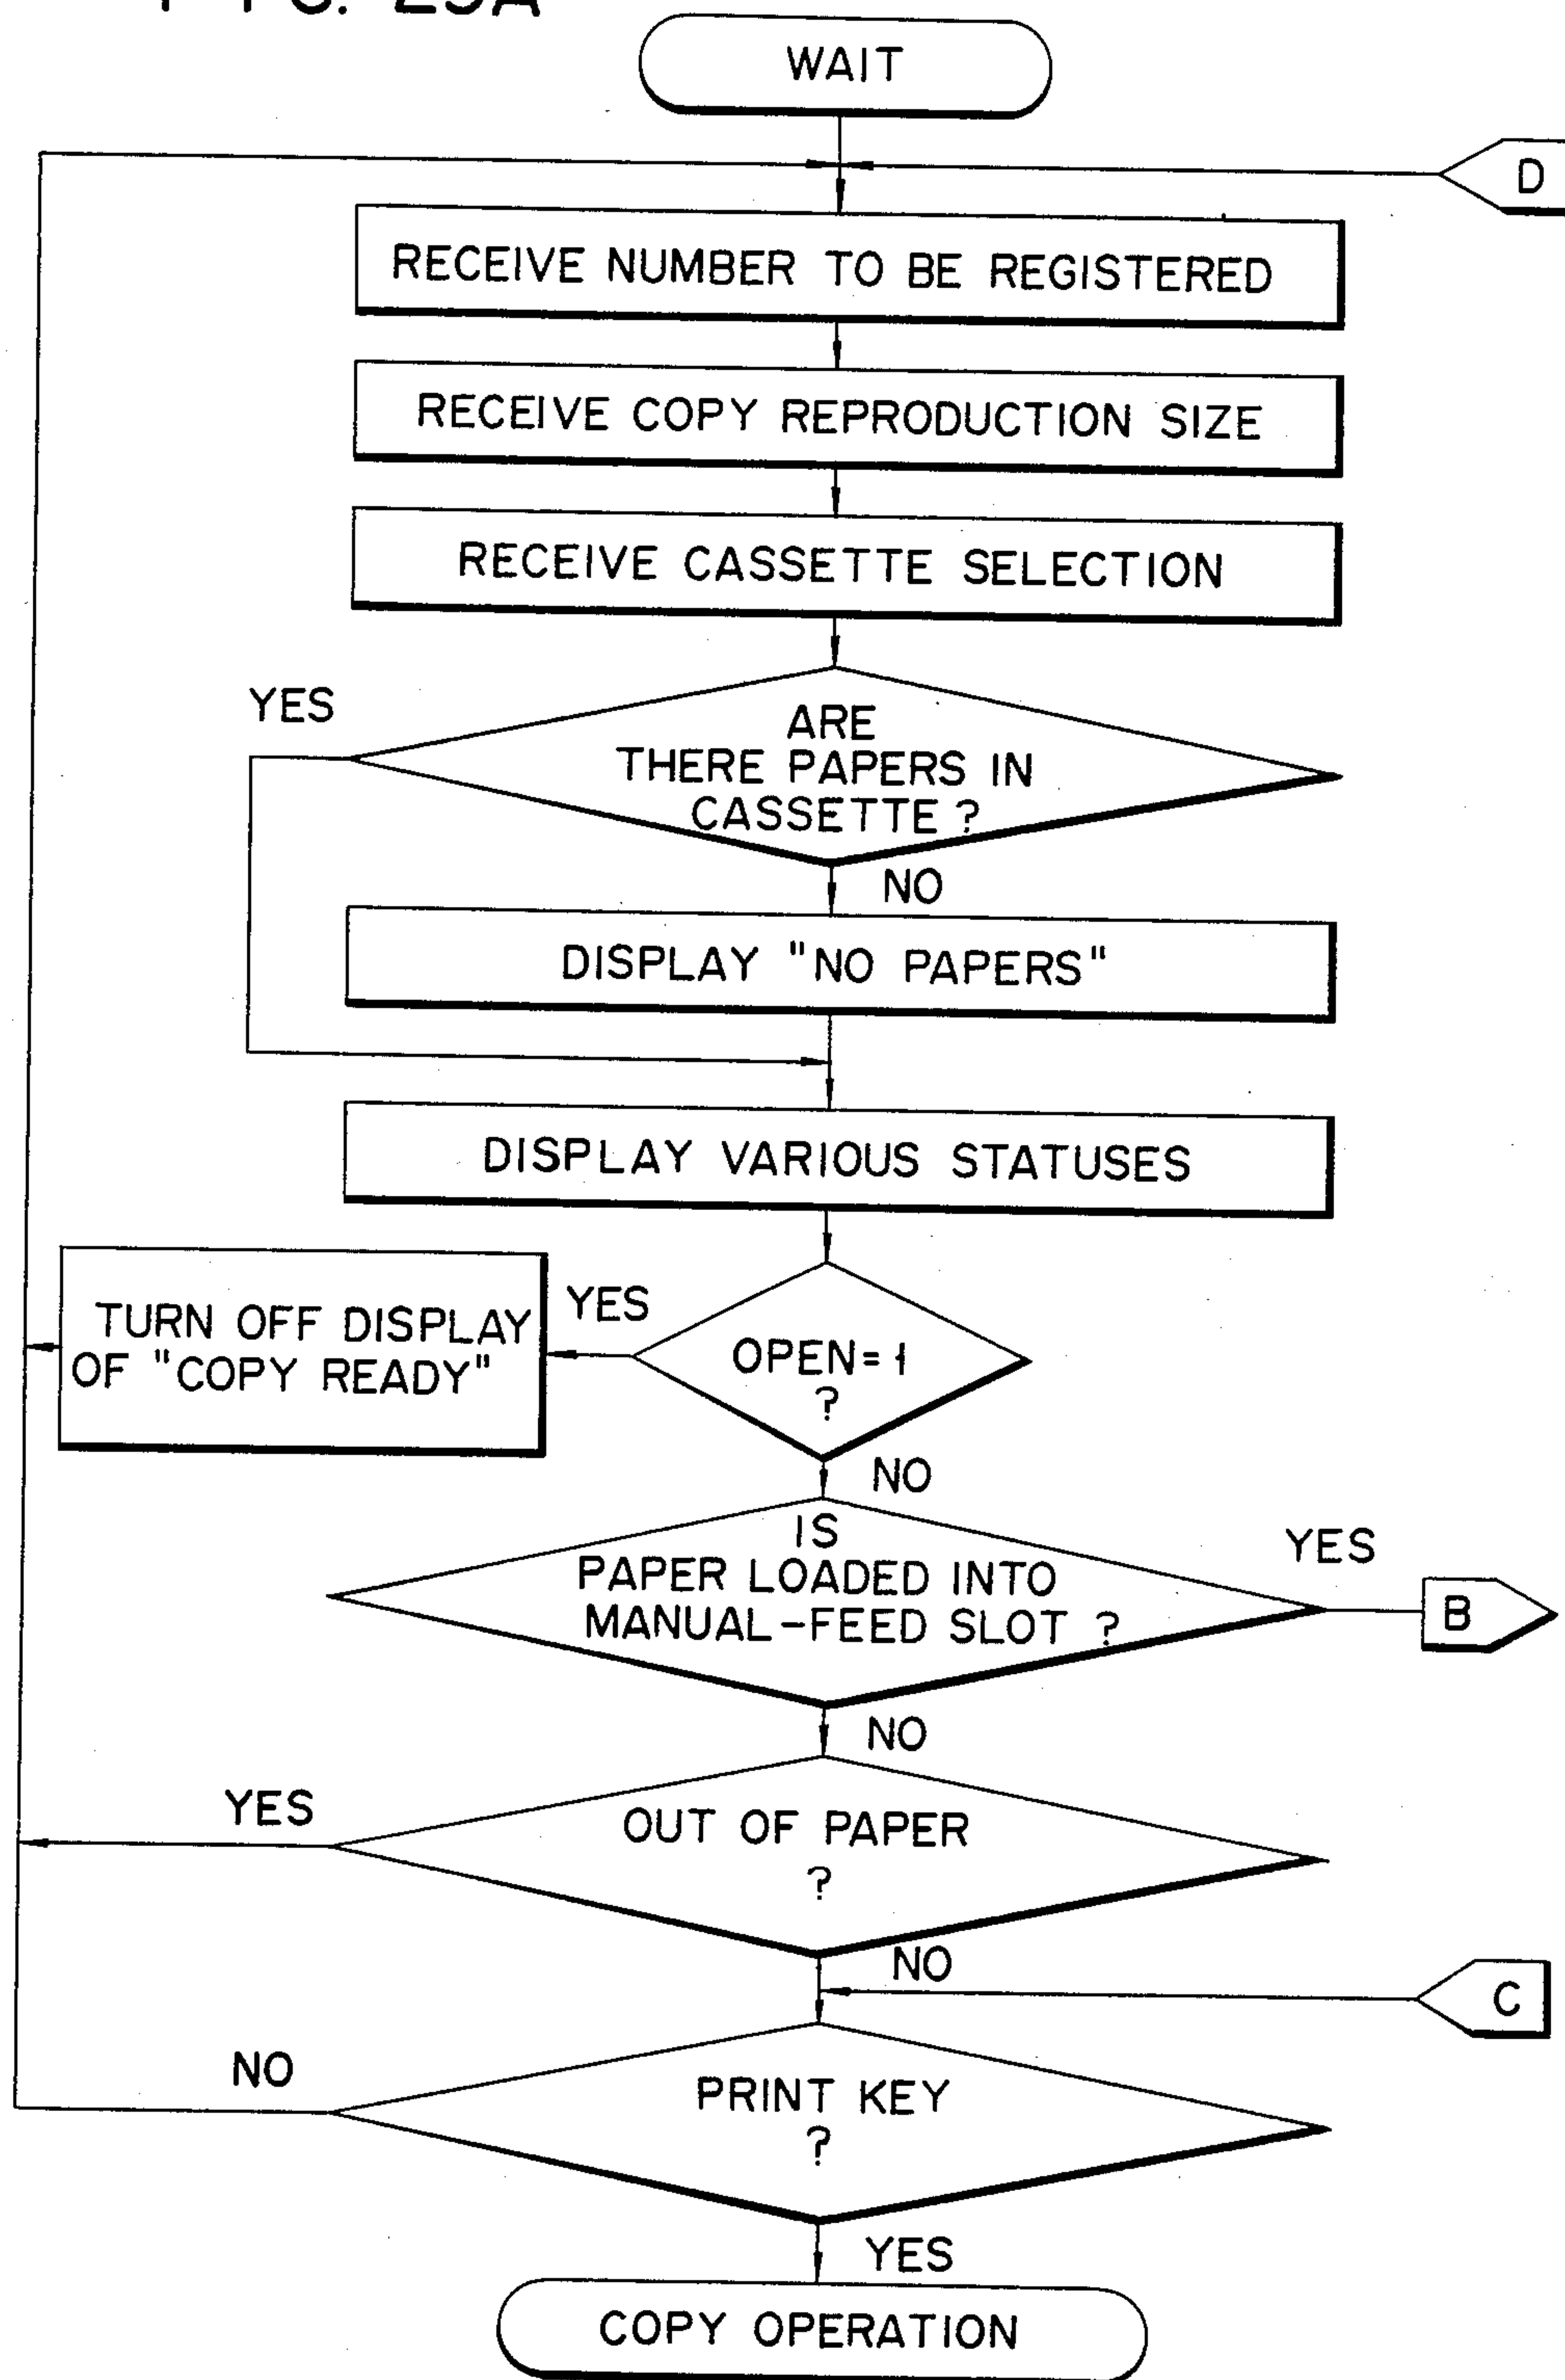 WAIT
D
RECEIVE NUMBER TO BE REGISTERED
RECEIVE COPY REPRODUCTION SIZE
RECEIVE CASSETTE SELECTION
YES
ARE
THERE PAPERS IN
CASSETTE ?
NO
DISPLAY "NO PAPERS"
DISPLAY VARIOUS STATUSES
TURN OFF DISPLAY
OF "COPY READY"
YES
OPEN=1
?
NO
IS
PAPER LOADED INTO
MANUAL-FEED SLOT ?
YES
B
NO
YES
OUT OF PAPER
?
NO
C
NO
PRINT KEY
?
YES
COPY OPERATION